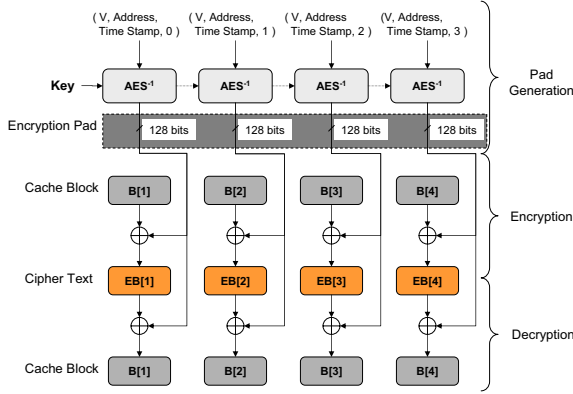 ( V, Address, ( V, Address, ( V, Address, ( V, Address,
Time Stamp, 0 ) Time Stamp, 1 ) Time Stamp, 2 ) Time Stamp, 3 )
Key AES-1 AES-1 AES-1 AES-1
Pad Generation
Encryption Pad 128 bits 128 bits 128 bits 128 bits
Cache Block B[1] B[2] B[3] B[4]
Encryption
Cipher Text EB[1] EB[2] EB[3] EB[4]
Decryption
Cache Block B[1] B[2] B[3] B[4]